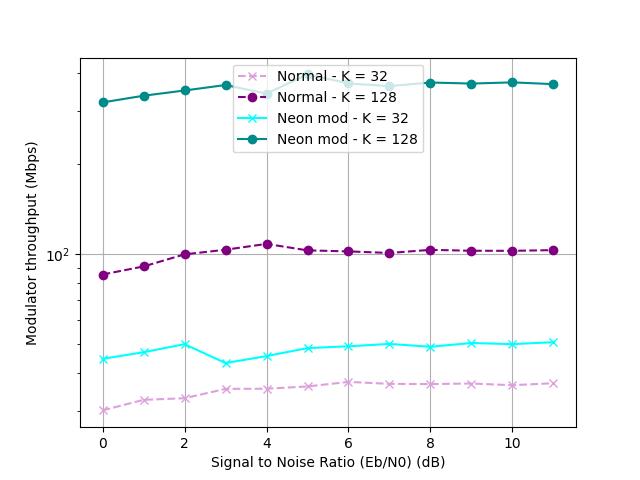 Normal - K = 32
Normal - K = 128
Neon mod - K = 32
Neon mod - K = 128
Modulator throughput (Mbps)
10²
0 2 4 6 8 10
Signal to Noise Ratio (Eb/N0) (dB)